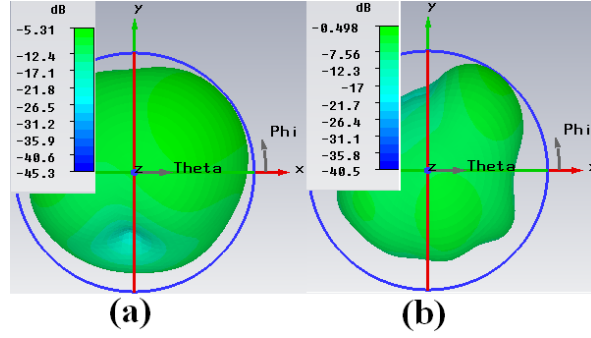 dB
-5.31
-12.4
-17.1
-21.8
-26.5
-31.2
-35.9
-40.6
-45.3
y
Phi
z
Theta
x
(a)
dB
-0.498
-7.56
-12.3
-17
-21.7
-26.4
-31.1
-35.8
-40.5
y
Phi
z
Theta
x
(b)